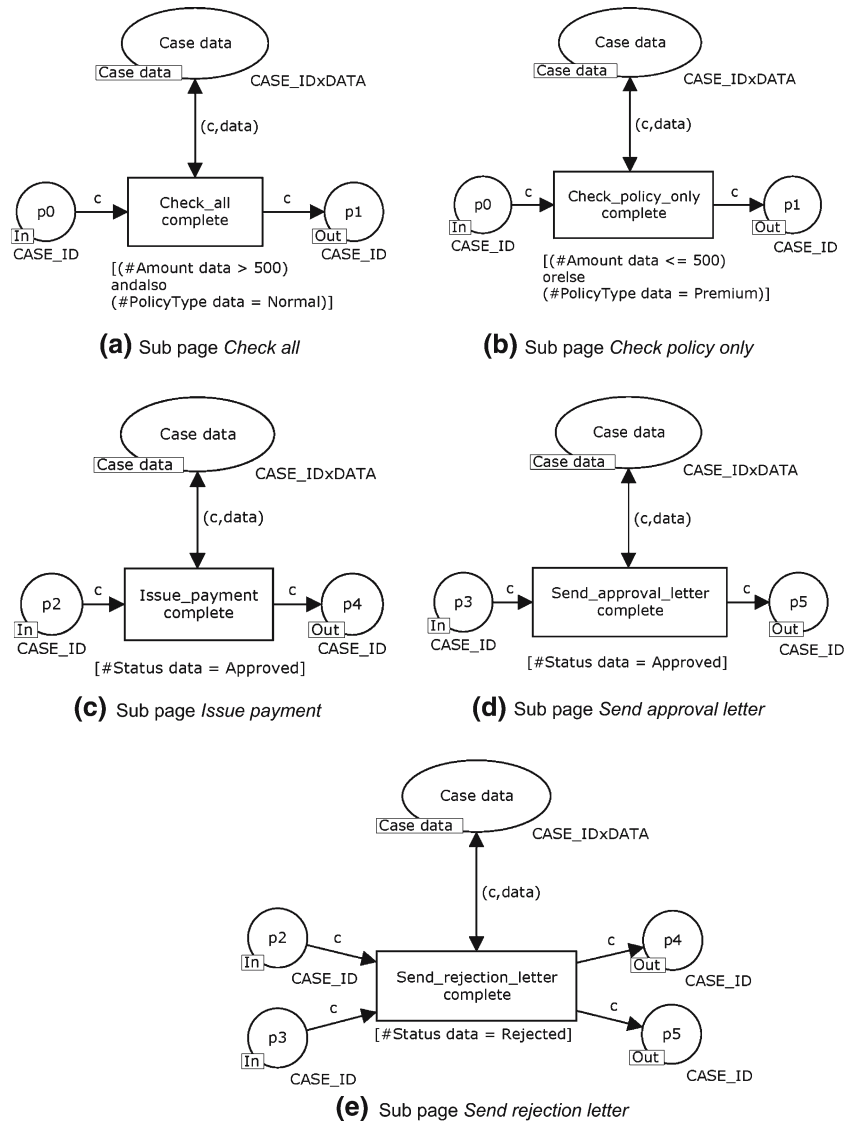 Case data
Case data
CASE_IDxDATA
(c,data)
p0
In
CASE_ID
c
Check_all
complete
c
p1
Out
CASE_ID
[(#Amount data > 500)
andalso
(#PolicyType data = Normal)]
(a) Sub page Check all
Case data
Case data
CASE_IDxDATA
(c,data)
p0
In
CASE_ID
c
Check_policy_only
complete
c
p1
Out
CASE_ID
[(#Amount data <= 500)
orelse
(#PolicyType data = Premium)]
(b) Sub page Check policy only
Case data
Case data
CASE_IDxDATA
(c,data)
p2
In
CASE_ID
c
Issue_payment
complete
c
p4
Out
CASE_ID
[#Status data = Approved]
(c) Sub page Issue payment
Case data
Case data
CASE_IDxDATA
(c,data)
p3
In
CASE_ID
c
Send_approval_letter
complete
c
p5
Out
CASE_ID
[#Status data = Approved]
(d) Sub page Send approval letter
Case data
Case data
CASE_IDxDATA
(c,data)
p2
In
CASE_ID
c
p3
In
CASE_ID
c
Send_rejection_letter
complete
[#Status data = Rejected]
c
p4
Out
CASE_ID
c
p5
Out
CASE_ID
(e) Sub page Send rejection letter